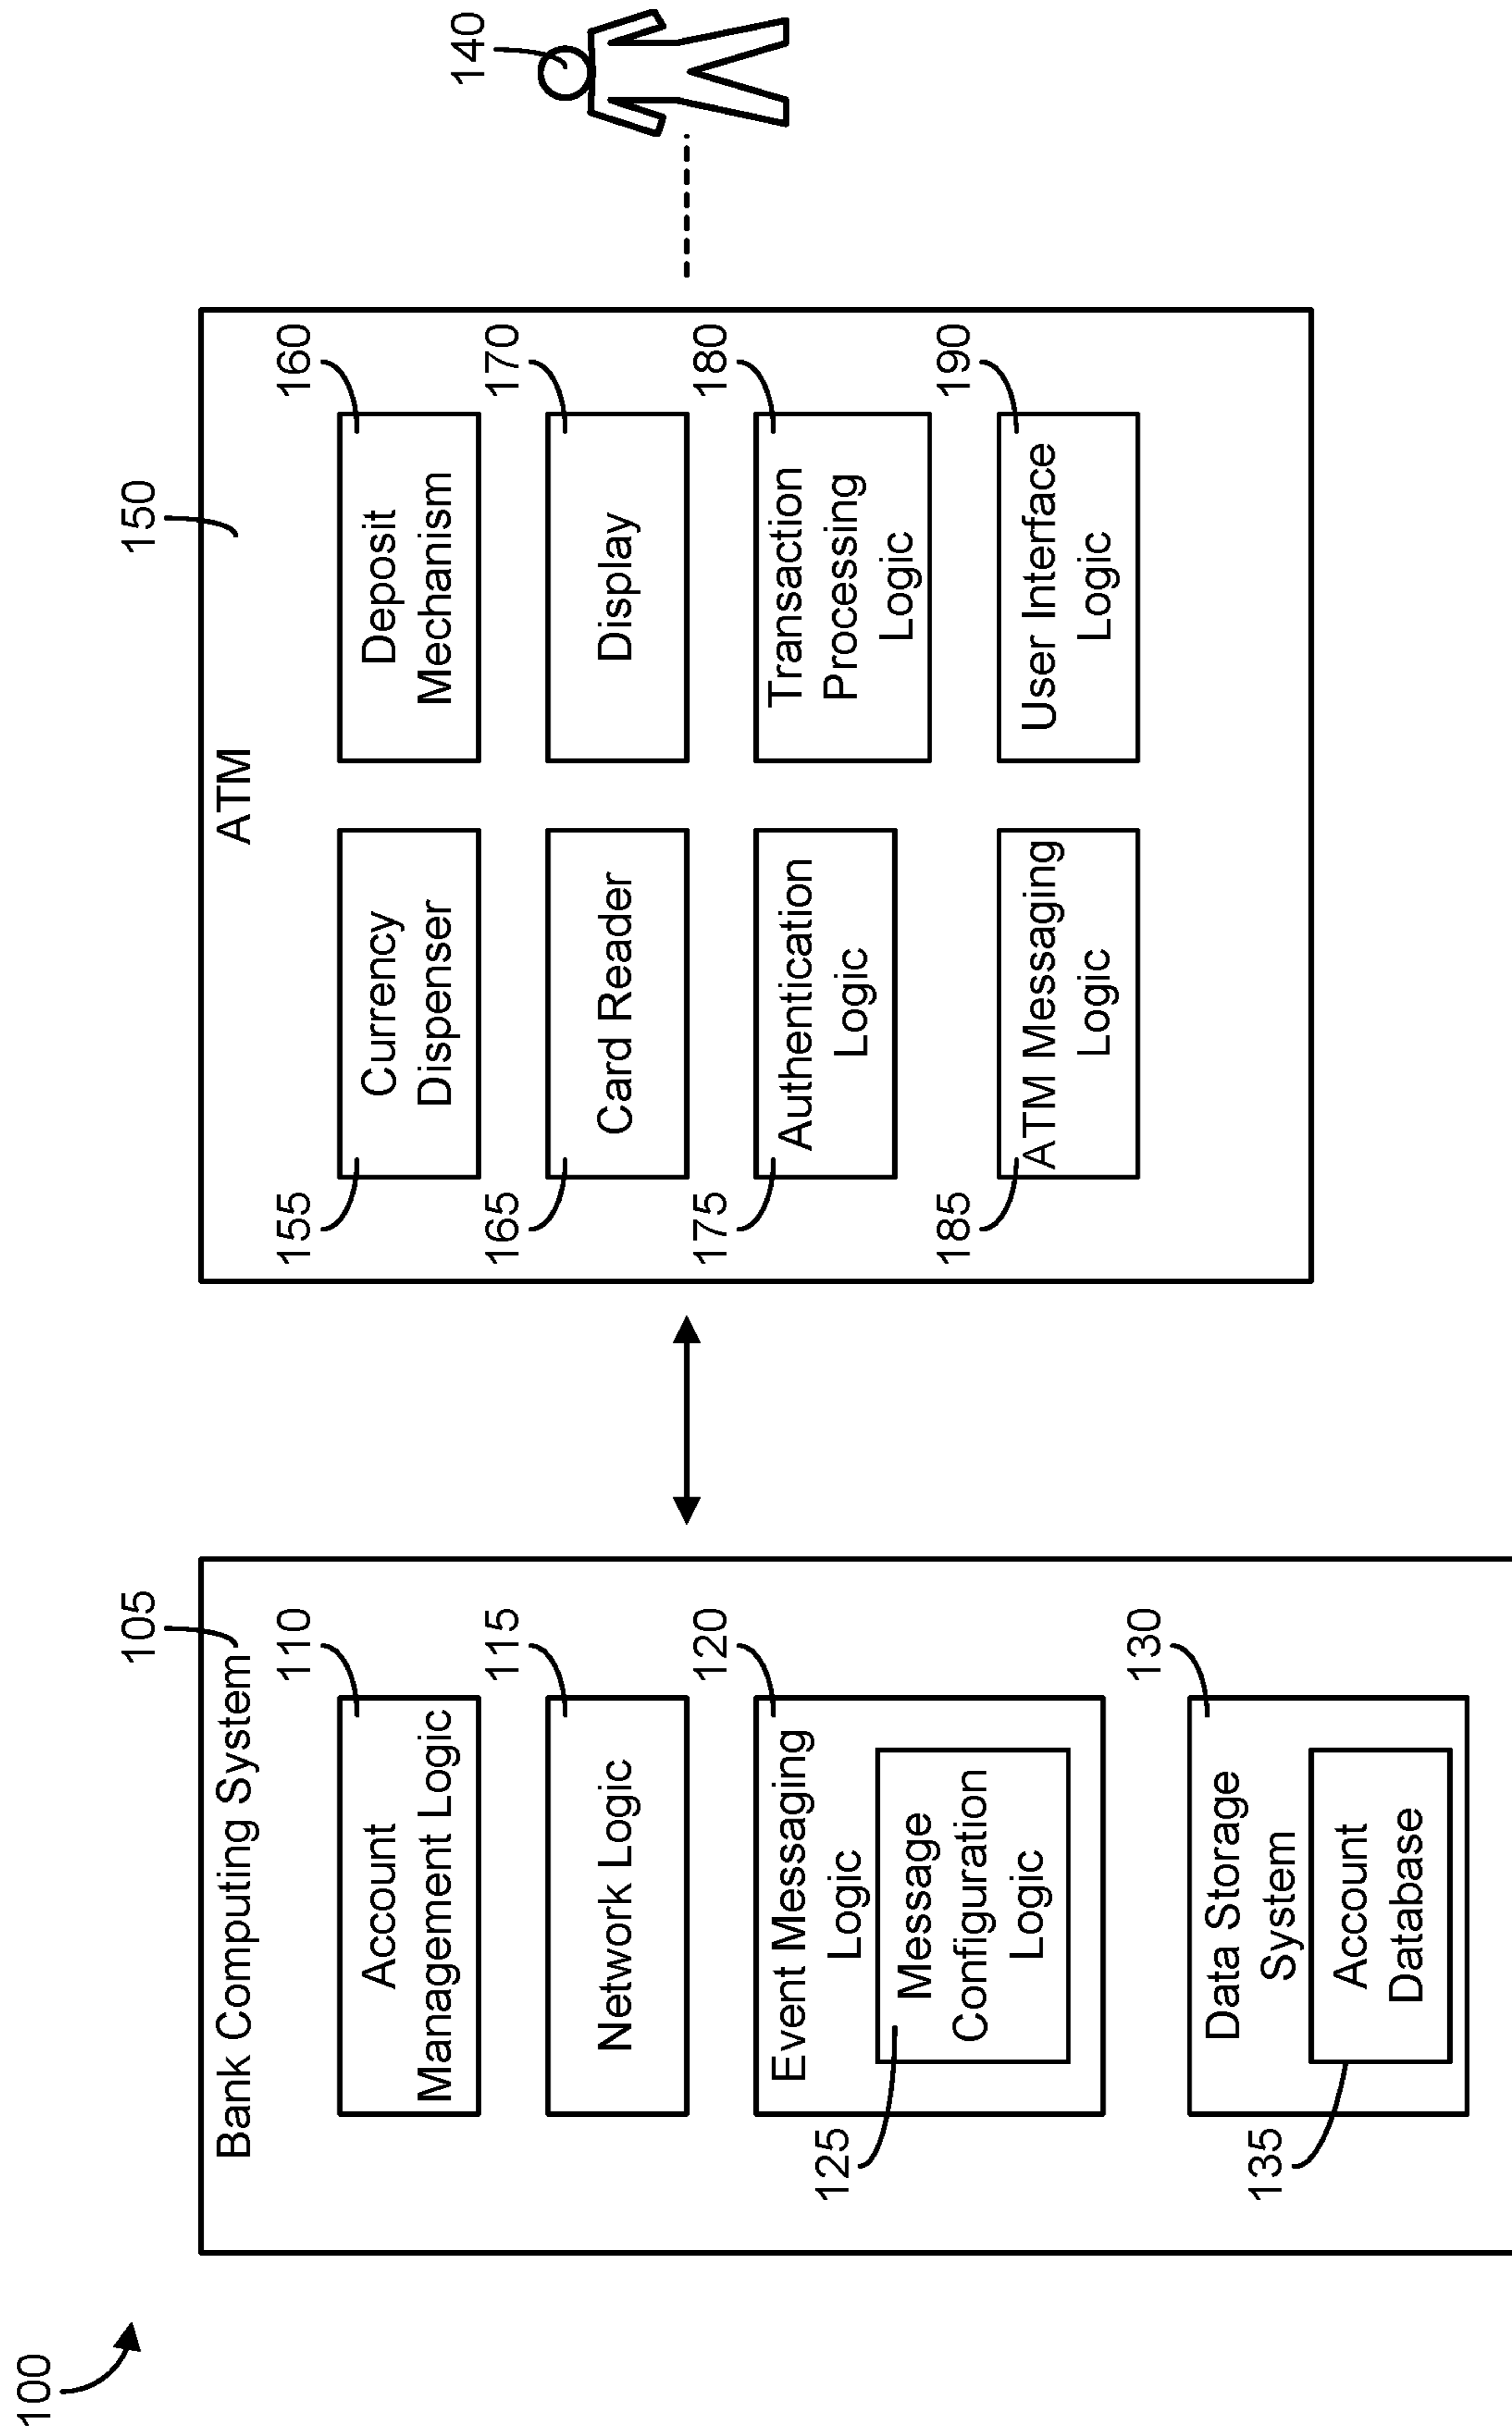 100
Bank Computing System
105
110
Account
Management Logic
115
Network Logic
120
Event Messaging
Logic
125
Message
Configuration
Logic
130
Data Storage
System
135
Account
Database
ATM
150
155
Currency
Dispenser
160
Deposit
Mechanism
165
Card Reader
170
Display
175
Authentication
Logic
180
Transaction
Processing
Logic
185
ATM Messaging
Logic
190
User Interface
Logic
140